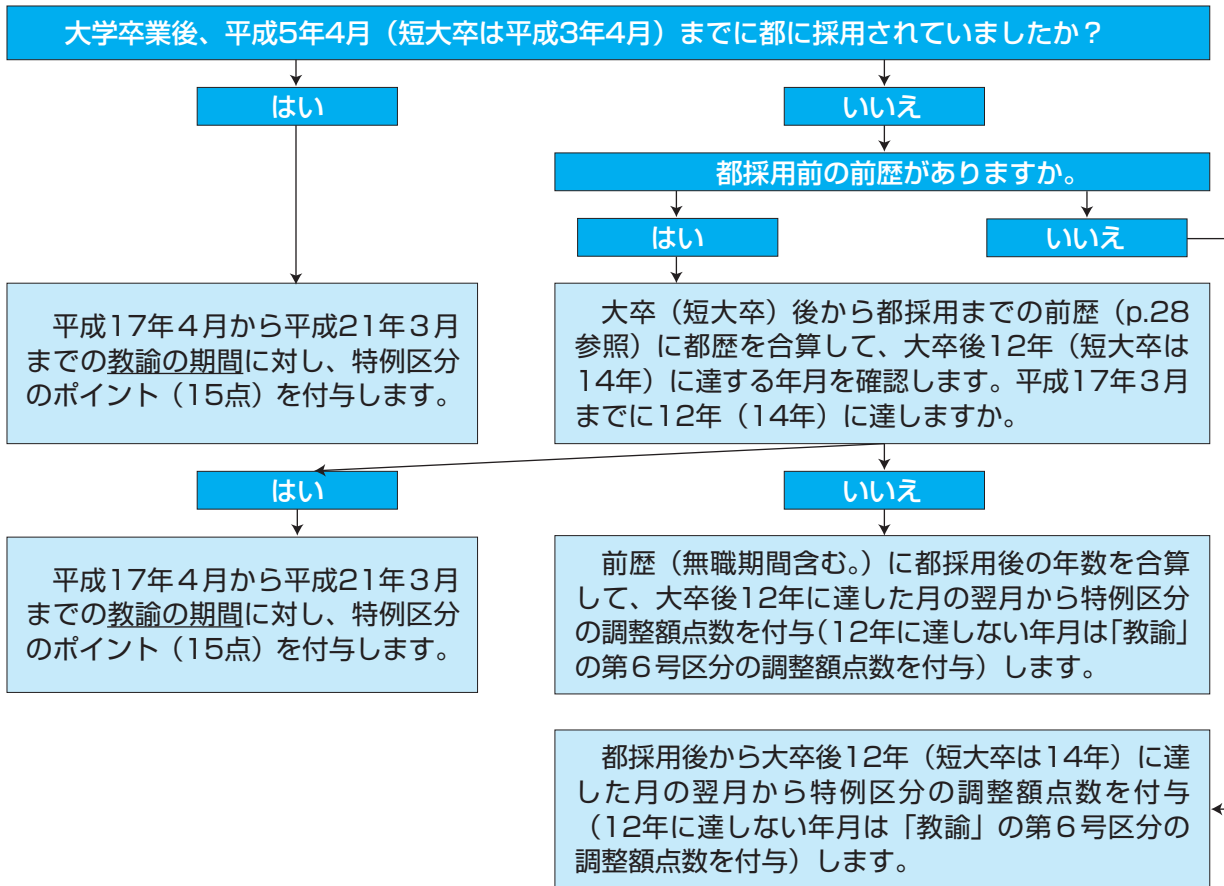 大学卒業後、平成5年4月（短大卒は平成3年4月）までに都に採用されていましたか？
はい
いいえ
都採用前の前歴がありますか。
はい
いいえ
平成17年４月から平成21年３月
までの教諭の期間に対し、特例区分
のポイント（15点）を付与します。
大卒（短大卒）後から都採用までの前歴（p.28
参照）に都歴を合算して、大卒後12年（短大卒は
14年）に達する年月を確認します。平成17年３月
までに12年（14年）に達しますか。
はい
いいえ
平成17年４月から平成21年３月
までの教諭の期間に対し、特例区分
のポイント（15点）を付与します。
前歴（無職期間含む。）に都採用後の年数を合算
して、大卒後12年に達した月の翌月から特例区分
の調整額点数を付与（12年に達しない年月は「教諭」
の第６号区分の調整額点数を付与）します。
都採用後から大卒後12年（短大卒は14年）に達
した月の翌月から特例区分の調整額点数を付与
（12年に達しない年月は「教諭」の第６号区分の
調整額点数を付与）します。